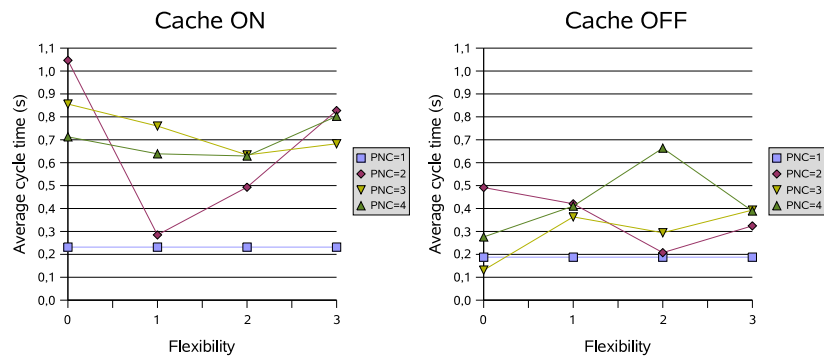 Cache ON
Average cycle time (s)
1,1
1,0
0,9
0,8
0,7
0,6
0,5
0,4
0,3
0,2
0,1
0,0
0 1 2 3
Flexibility
PNC=1
PNC=2
PNC=3
PNC=4
Cache OFF
Average cycle time (s)
1,1
1,0
0,9
0,8
0,7
0,6
0,5
0,4
0,3
0,2
0,1
0,0
0 1 2 3
Flexibility
PNC=1
PNC=2
PNC=3
PNC=4